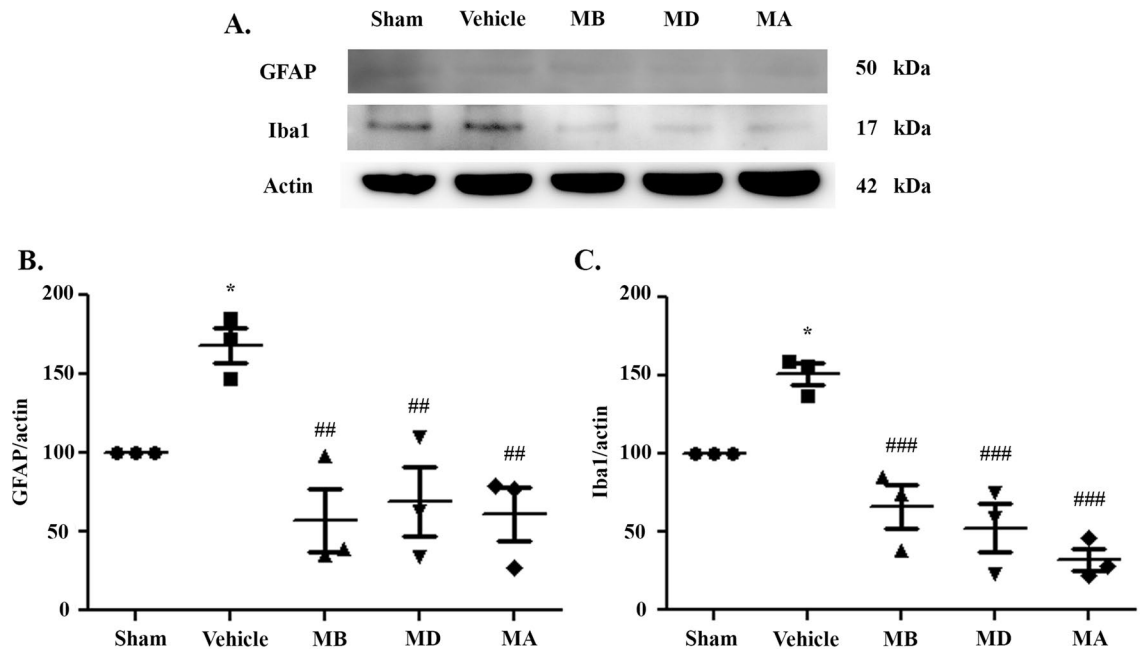 A.
Sham Vehicle MB MD MA
GFAP 50 kDa
Iba1 17 kDa
Actin 42 kDa
B.
GFAP/actin
200
150
100
50
0
*
##
##
##
Sham Vehicle MB MD MA
C.
Iba1/actin
200
150
100
50
0
*
###
###
###
Sham Vehicle MB MD MA